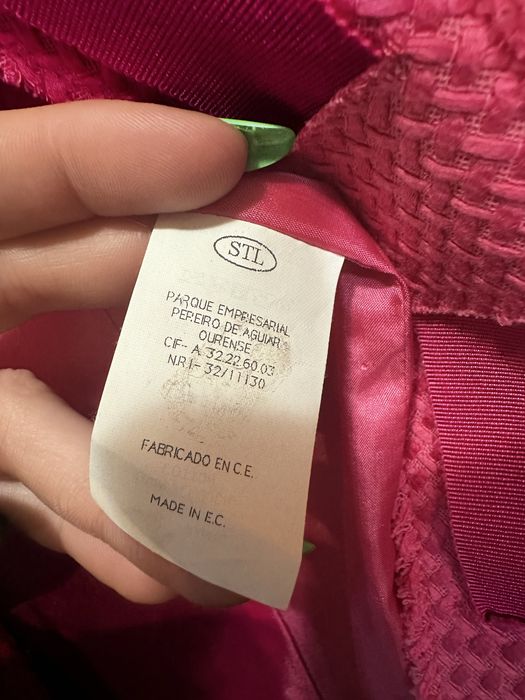 STL
PARQUE EMPRESARIAL
PEREIRO DE AGUIAR
OURENSE
CIF- A 32.22.60.03
N.R.I- 32/11130
FABRICADO EN C.E.
MADE IN E.C.